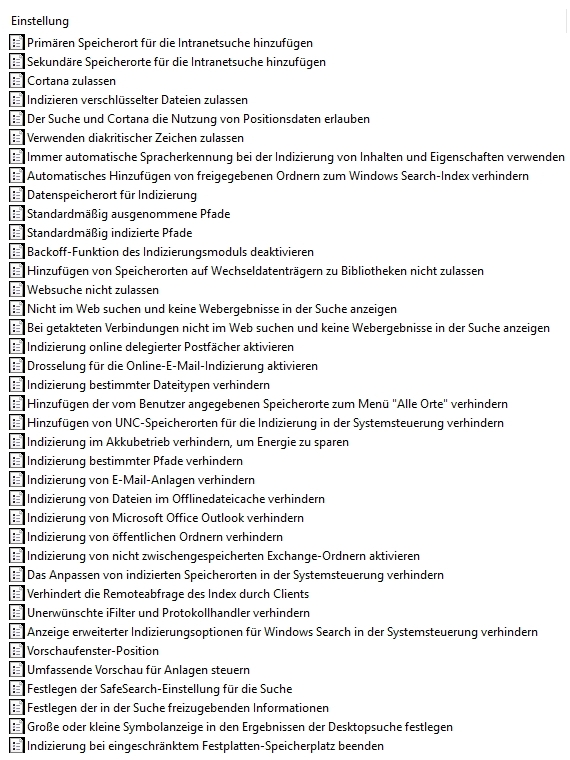 Einstellung
Primären Speicherort für die Intranetsuche hinzufügen
Sekundäre Speicherorte für die Intranetsuche hinzufügen
Cortana zulassen
Indizieren verschlüsselter Dateien zulassen
Der Suche und Cortana die Nutzung von Positionsdaten erlauben
Verwenden diakritischer Zeichen zulassen
Immer automatische Spracherkennung bei der Indizierung von Inhalten und Eigenschaften verwenden
Automatisches Hinzufügen von freigegebenen Ordnern zum Windows Search-Index verhindern
Datenspeicherort für Indizierung
Standardmäßig ausgenommene Pfade
Standardmäßig indizierte Pfade
Backoff-Funktion des Indizierungsmoduls deaktivieren
Hinzufügen von Speicherorten auf Wechseldatenträgern zu Bibliotheken nicht zulassen
Websuche nicht zulassen
Nicht im Web suchen und keine Webergebnisse in der Suche anzeigen
Bei getakteten Verbindungen nicht im Web suchen und keine Webergebnisse in der Suche anzeigen
Indizierung online delegierter Postfächer aktivieren
Drosselung für die Online-E-Mail-Indizierung aktivieren
Indizierung bestimmter Dateitypen verhindern
Hinzufügen der vom Benutzer angegebenen Speicherorte zum Menü "Alle Orte" verhindern
Hinzufügen von UNC-Speicherorten für die Indizierung in der Systemsteuerung verhindern
Indizierung im Akkubetrieb verhindern, um Energie zu sparen
Indizierung bestimmter Pfade verhindern
Indizierung von E-Mail-Anlagen verhindern
Indizierung von Dateien im Offlinedateicache verhindern
Indizierung von Microsoft Office Outlook verhindern
Indizierung von öffentlichen Ordnern verhindern
Indizierung von nicht zwischengespeicherten Exchange-Ordnern aktivieren
Das Anpassen von indizierten Speicherorten in der Systemsteuerung verhindern
Verhindert die Remoteabfrage des Index durch Clients
Unerwünschte iFilter und Protokollhandler verhindern
Anzeige erweiterter Indizierungsoptionen für Windows Search in der Systemsteuerung verhindern
Vorschaufenster-Position
Umfassende Vorschau für Anlagen steuern
Festlegen der SafeSearch-Einstellung für die Suche
Festlegen der in der Suche freizugebenden Informationen
Große oder kleine Symbolanzeige in den Ergebnissen der Desktopsuche festlegen
Indizierung bei eingeschränktem Festplatten-Speicherplatz beenden